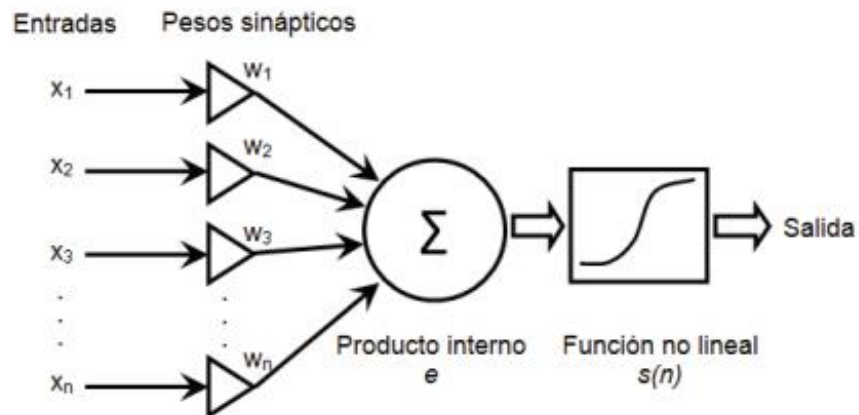 Entradas Pesos sinápticos
x1 w1
x2 w2
x3 w3
xn wn
Σ
Salida
Producto interno
e
Función no lineal
s(n)